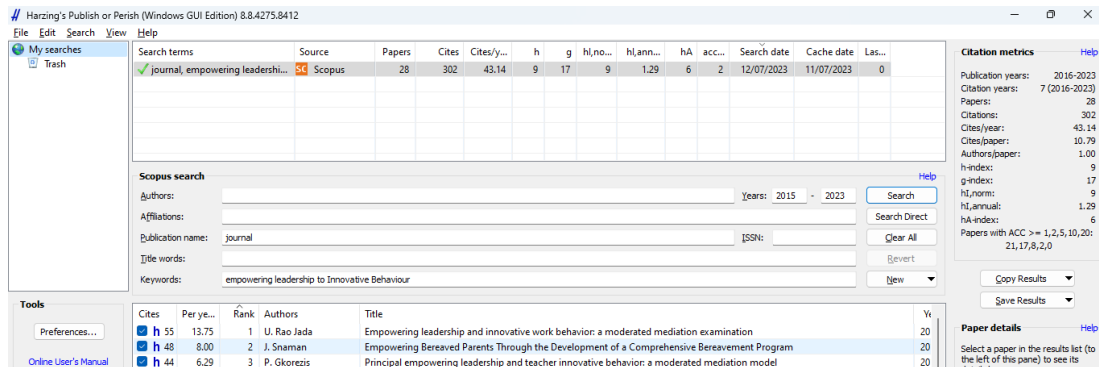 Harzing's Publish or Perish (Windows GUI Edition) 8.8.4275.8412
File Edit Search View Help
My searches
Trash
Search terms Source Papers Cites Cites/y... h g hI,no... hI,ann... hA acc... Search date Cache date Las...
journal, empowering leadershi... SC Scopus 28 302 43.14 9 17 9 1.29 6 2 12/07/2023 11/07/2023 0
Scopus search Help
Authors: Years: 2015 - 2023 Search
Affiliations: Search Direct
Publication name: journal ISSN: Clear All
Title words: Revert
Keywords: empowering leadership to Innovative Behaviour New
Tools
Preferences...
Online User's Manual
Cites Per ye... Rank Authors Title Ye
h 55 13.75 1 U. Rao Jada Empowering leadership and innovative work behavior: a moderated mediation examination 20
h 48 8.00 2 J. Snaman Empowering Bereaved Parents Through the Development of a Comprehensive Bereavement Program 20
h 44 6.29 3 P. Gkorezis Principal empowering leadership and teacher innovative behavior: a moderated mediation model 20
Citation metrics Help
Publication years: 2016-2023
Citation years: 7 (2016-2023)
Papers: 28
Citations: 302
Cites/year: 43.14
Cites/paper: 10.79
Authors/paper: 1.00
h-index: 9
g-index: 17
hI,norm: 9
hI,annual: 1.29
hA-index: 6
Papers with ACC >= 1,2,5,10,20:
21,17,8,2,0
Copy Results
Save Results
Paper details Help
Select a paper in the results list (to
the left of this pane) to see its